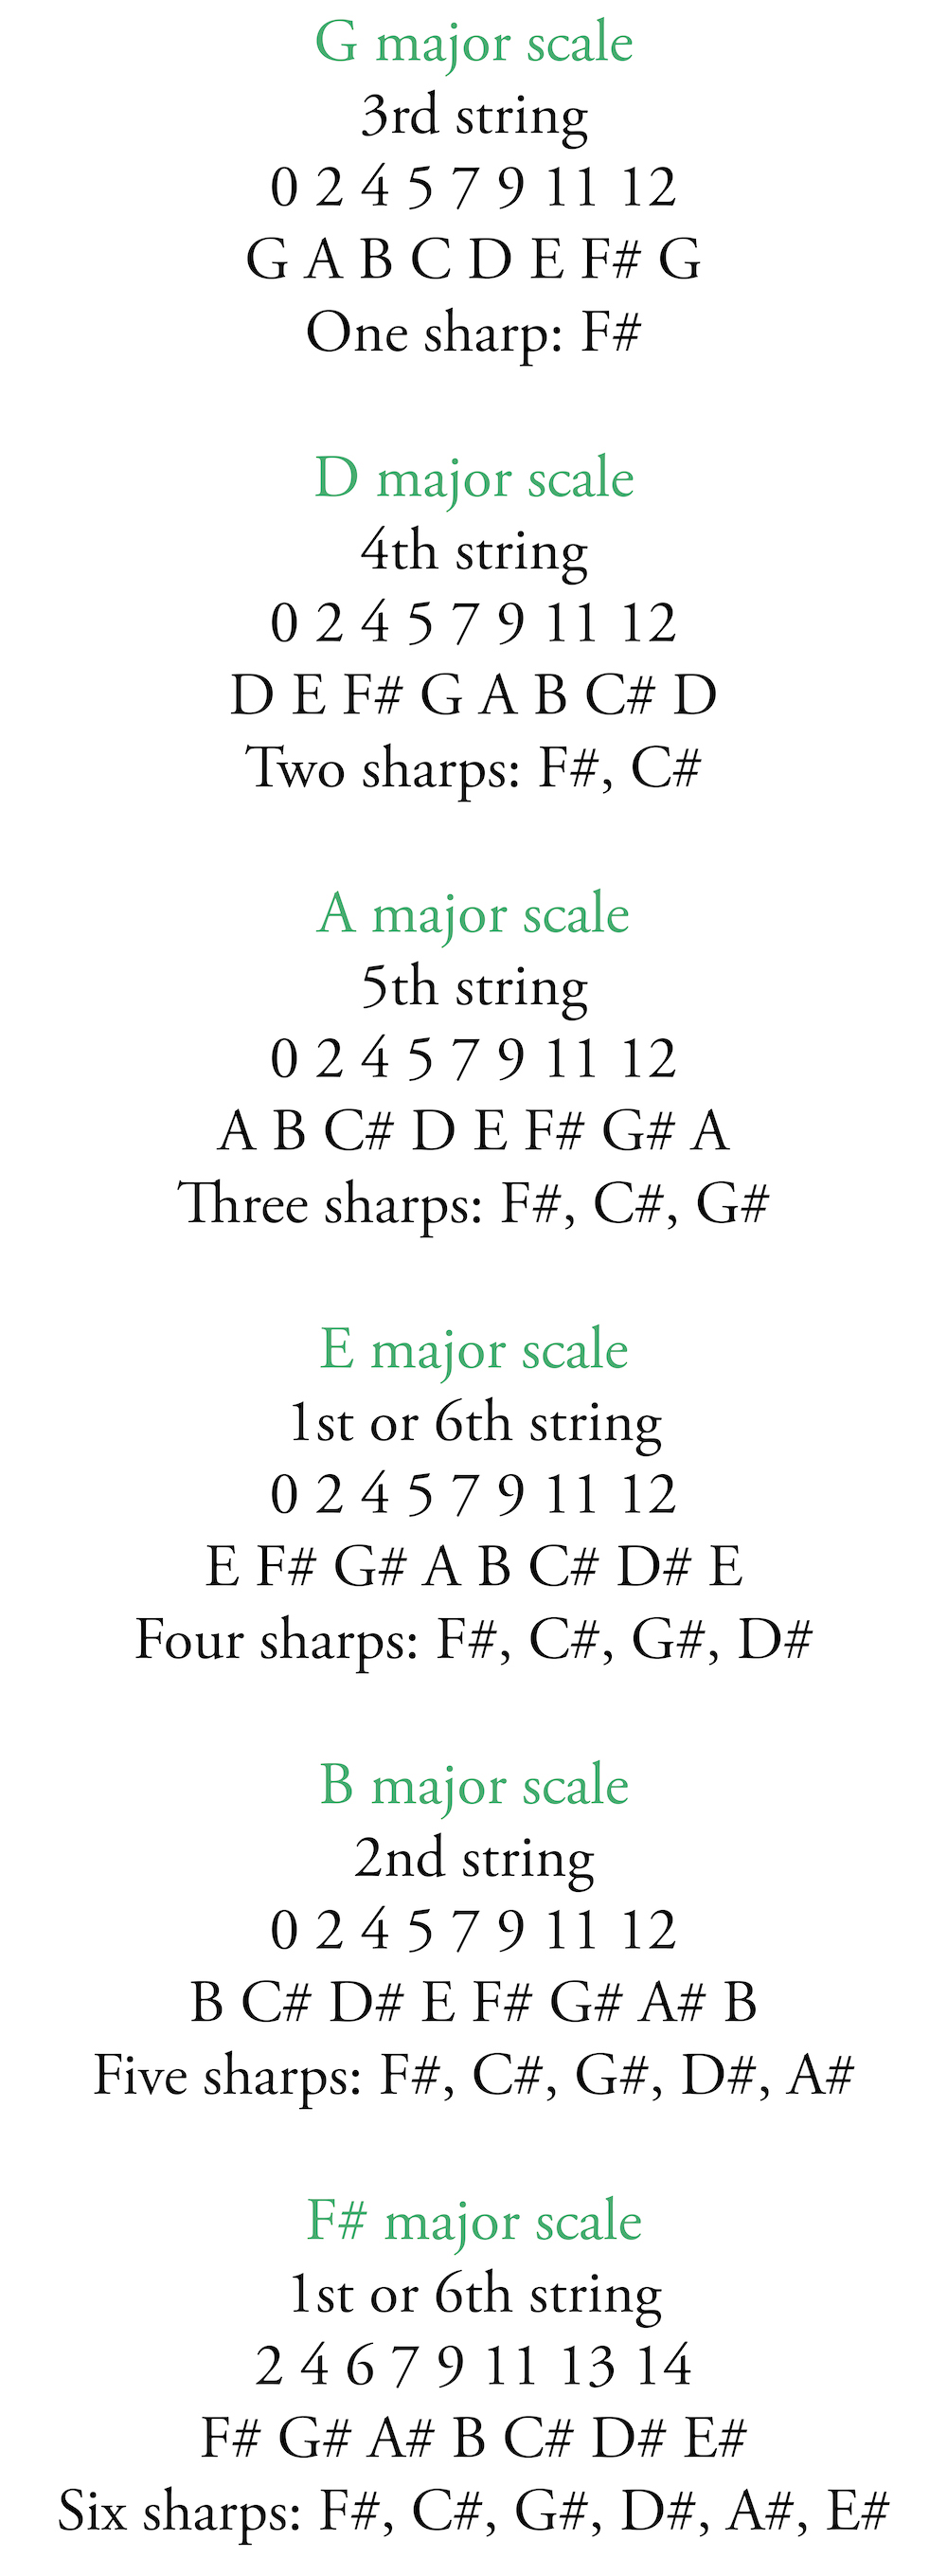 G major scale
3rd string
0 2 4 5 7 9 11 12
G A B C D E F# G
One sharp: F#
D major scale
4th string
0 2 4 5 7 9 11 12
D E F# G A B C# D
Two sharps: F#, C#
A major scale
5th string
0 2 4 5 7 9 11 12
A B C# D E F# G# A
Three sharps: F#, C#, G#
E major scale
1st or 6th string
0 2 4 5 7 9 11 12
E F# G# A B C# D# E
Four sharps: F#, C#, G#, D#
B major scale
2nd string
0 2 4 5 7 9 11 12
B C# D# E F# G# A# B
Five sharps: F#, C#, G#, D#, A#
F# major scale
1st or 6th string
2 4 6 7 9 11 13 14
F# G# A# B C# D# E#
Six sharps: F#, C#, G#, D#, A#, E#